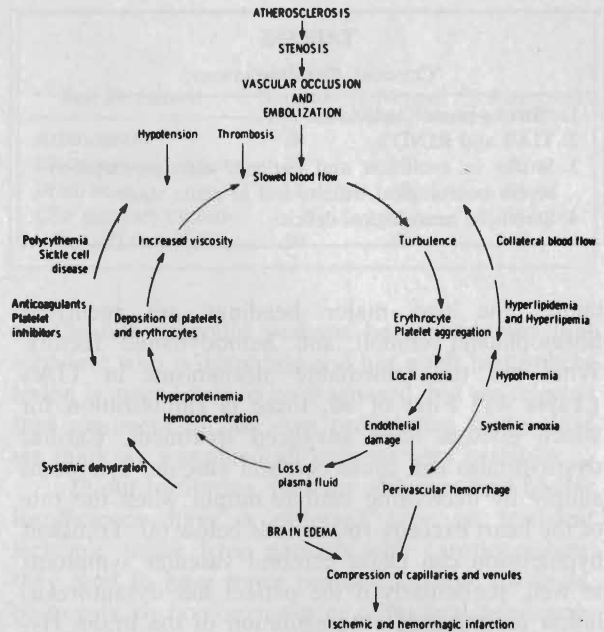 ATHEROSCLEROSIS
STENOSIS
VASCULAR OCCLUSION
AND
EMBOLIZATION
Hypotension
Thrombosis
Slowed blood flow
Polycythemia
Sickle cell
disease
Increased viscosity
Turbulence
Collateral blood flow
Anticoagulants
Platelet
inhibitors
Deposition of platelets
and erythrocytes
Erythrocyte
Platelet aggregation
Hyperlipidemia
and Hyperlipemia
Local anoxia
Hypothermia
Hyperproteinemia
Hemoconcentration
Endothelial
damage
Systemic anoxia
Systemic dehydration
Loss of
plasma fluid
Perivascular hemorrhage
BRAIN EDEMA
Compression of capillaries and venules
Ischemic and hemorrhagic infarction